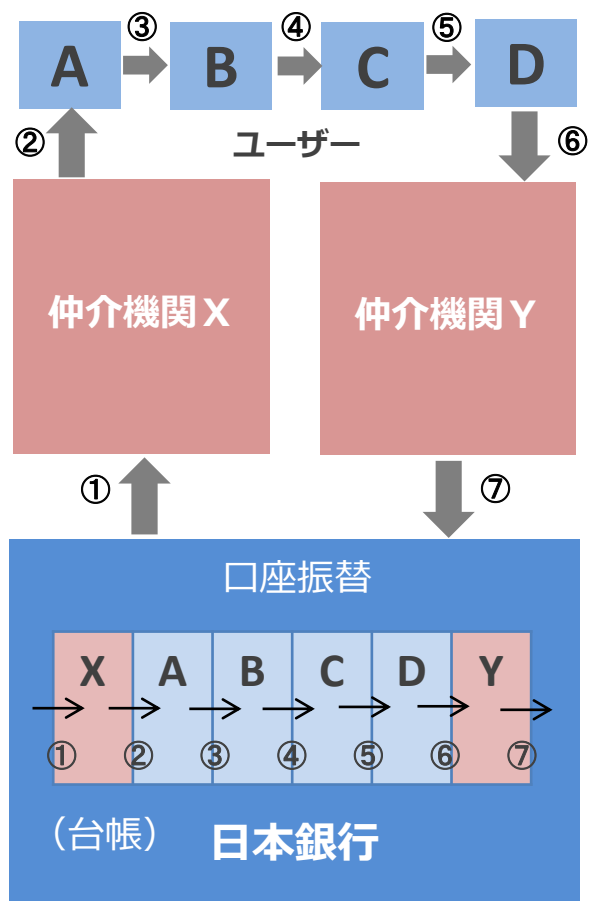 ③ ④ ⑤
A B C D
② ユーザー ⑥
仲介機関X 仲介機関Y
① ⑦
口座振替
X A B C D Y
① ② ③ ④ ⑤ ⑥ ⑦
（台帳） 日本銀行